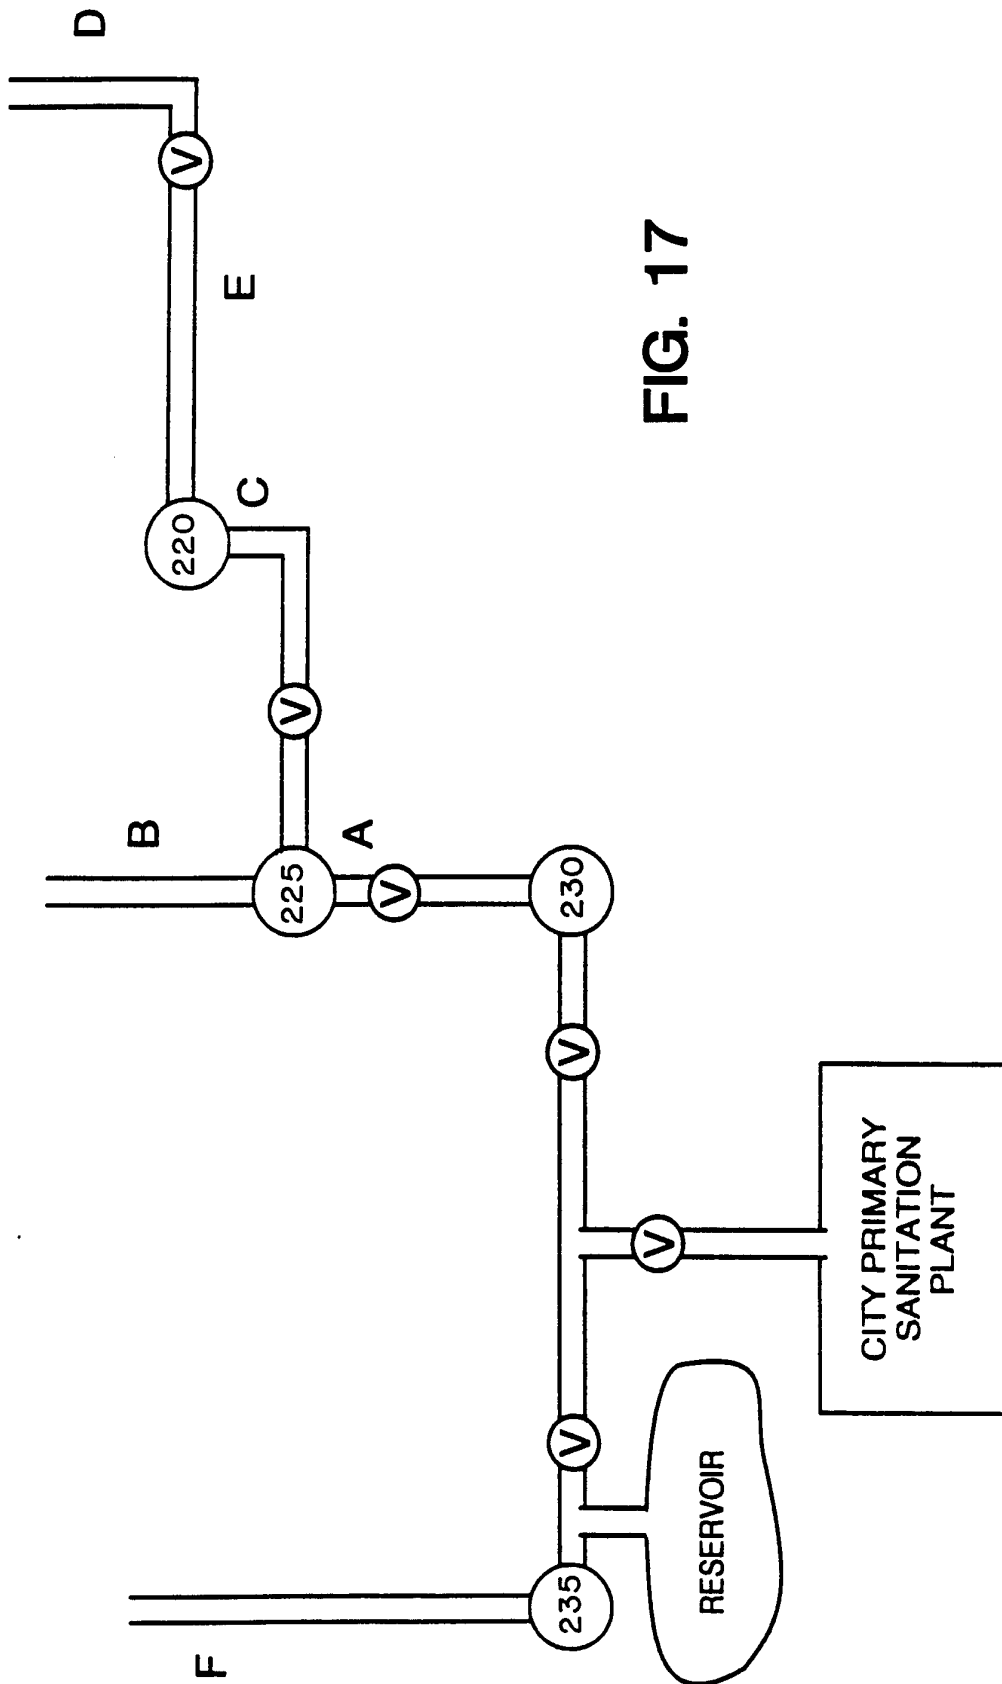 D
V
E
FIG. 17
C
220
V
B
A
225
V
230
V
V
CITY PRIMARY
SANITATION
PLANT
V
RESERVOIR
235
F